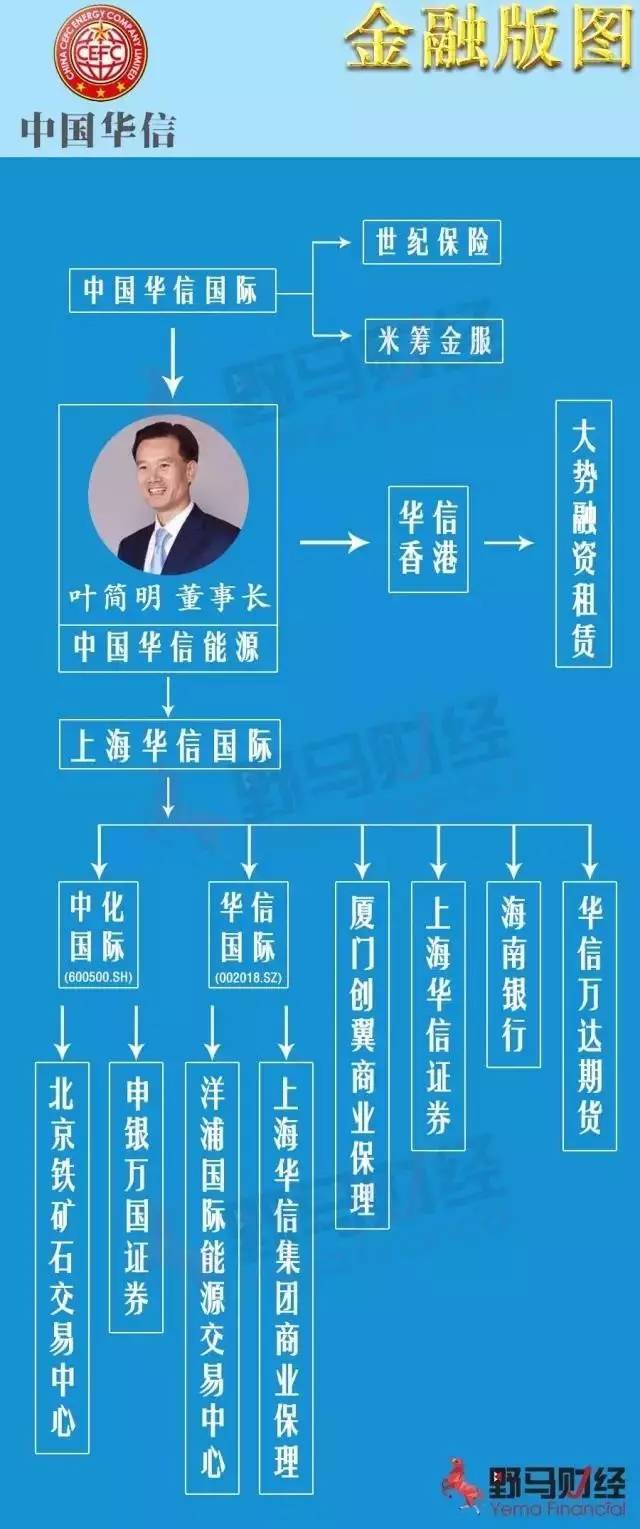 CHINA CEFC ENERGY COMPANY LIMITED
CEFC
中国华信
金融版图
世纪保险
中国华信国际
米筹金服
叶简明 董事长
中国华信能源
华信
香港
大势融资租赁
上海华信国际
中化
国际
(600500.SH)
华信
国际
(002018.SZ)
厦门创翼商业保理
上海华信证券
海南银行
华信万达期货
北京铁矿石交易中心
申银万国证券
洋浦国际能源交易中心
上海华信集团商业保理
野马财经
野马财经
野马财经
野马财经
Yema Financial